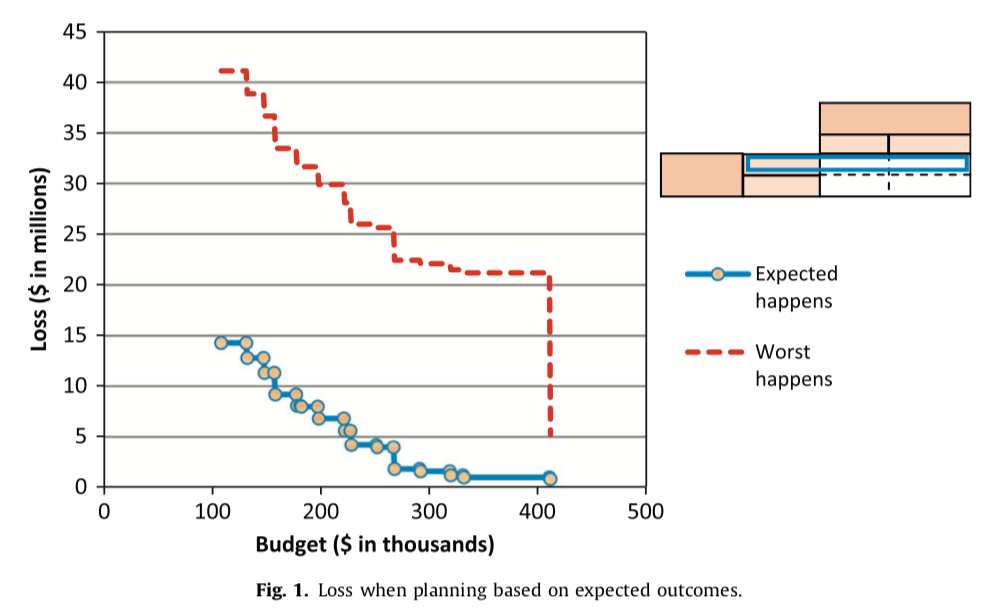 45
40
35
30
25
20
15
10
5
0
Loss ($ in millions)
0 100 200 300 400 500
Budget ($ in thousands)
Expected
happens
Worst
happens
Fig. 1. Loss when planning based on expected outcomes.